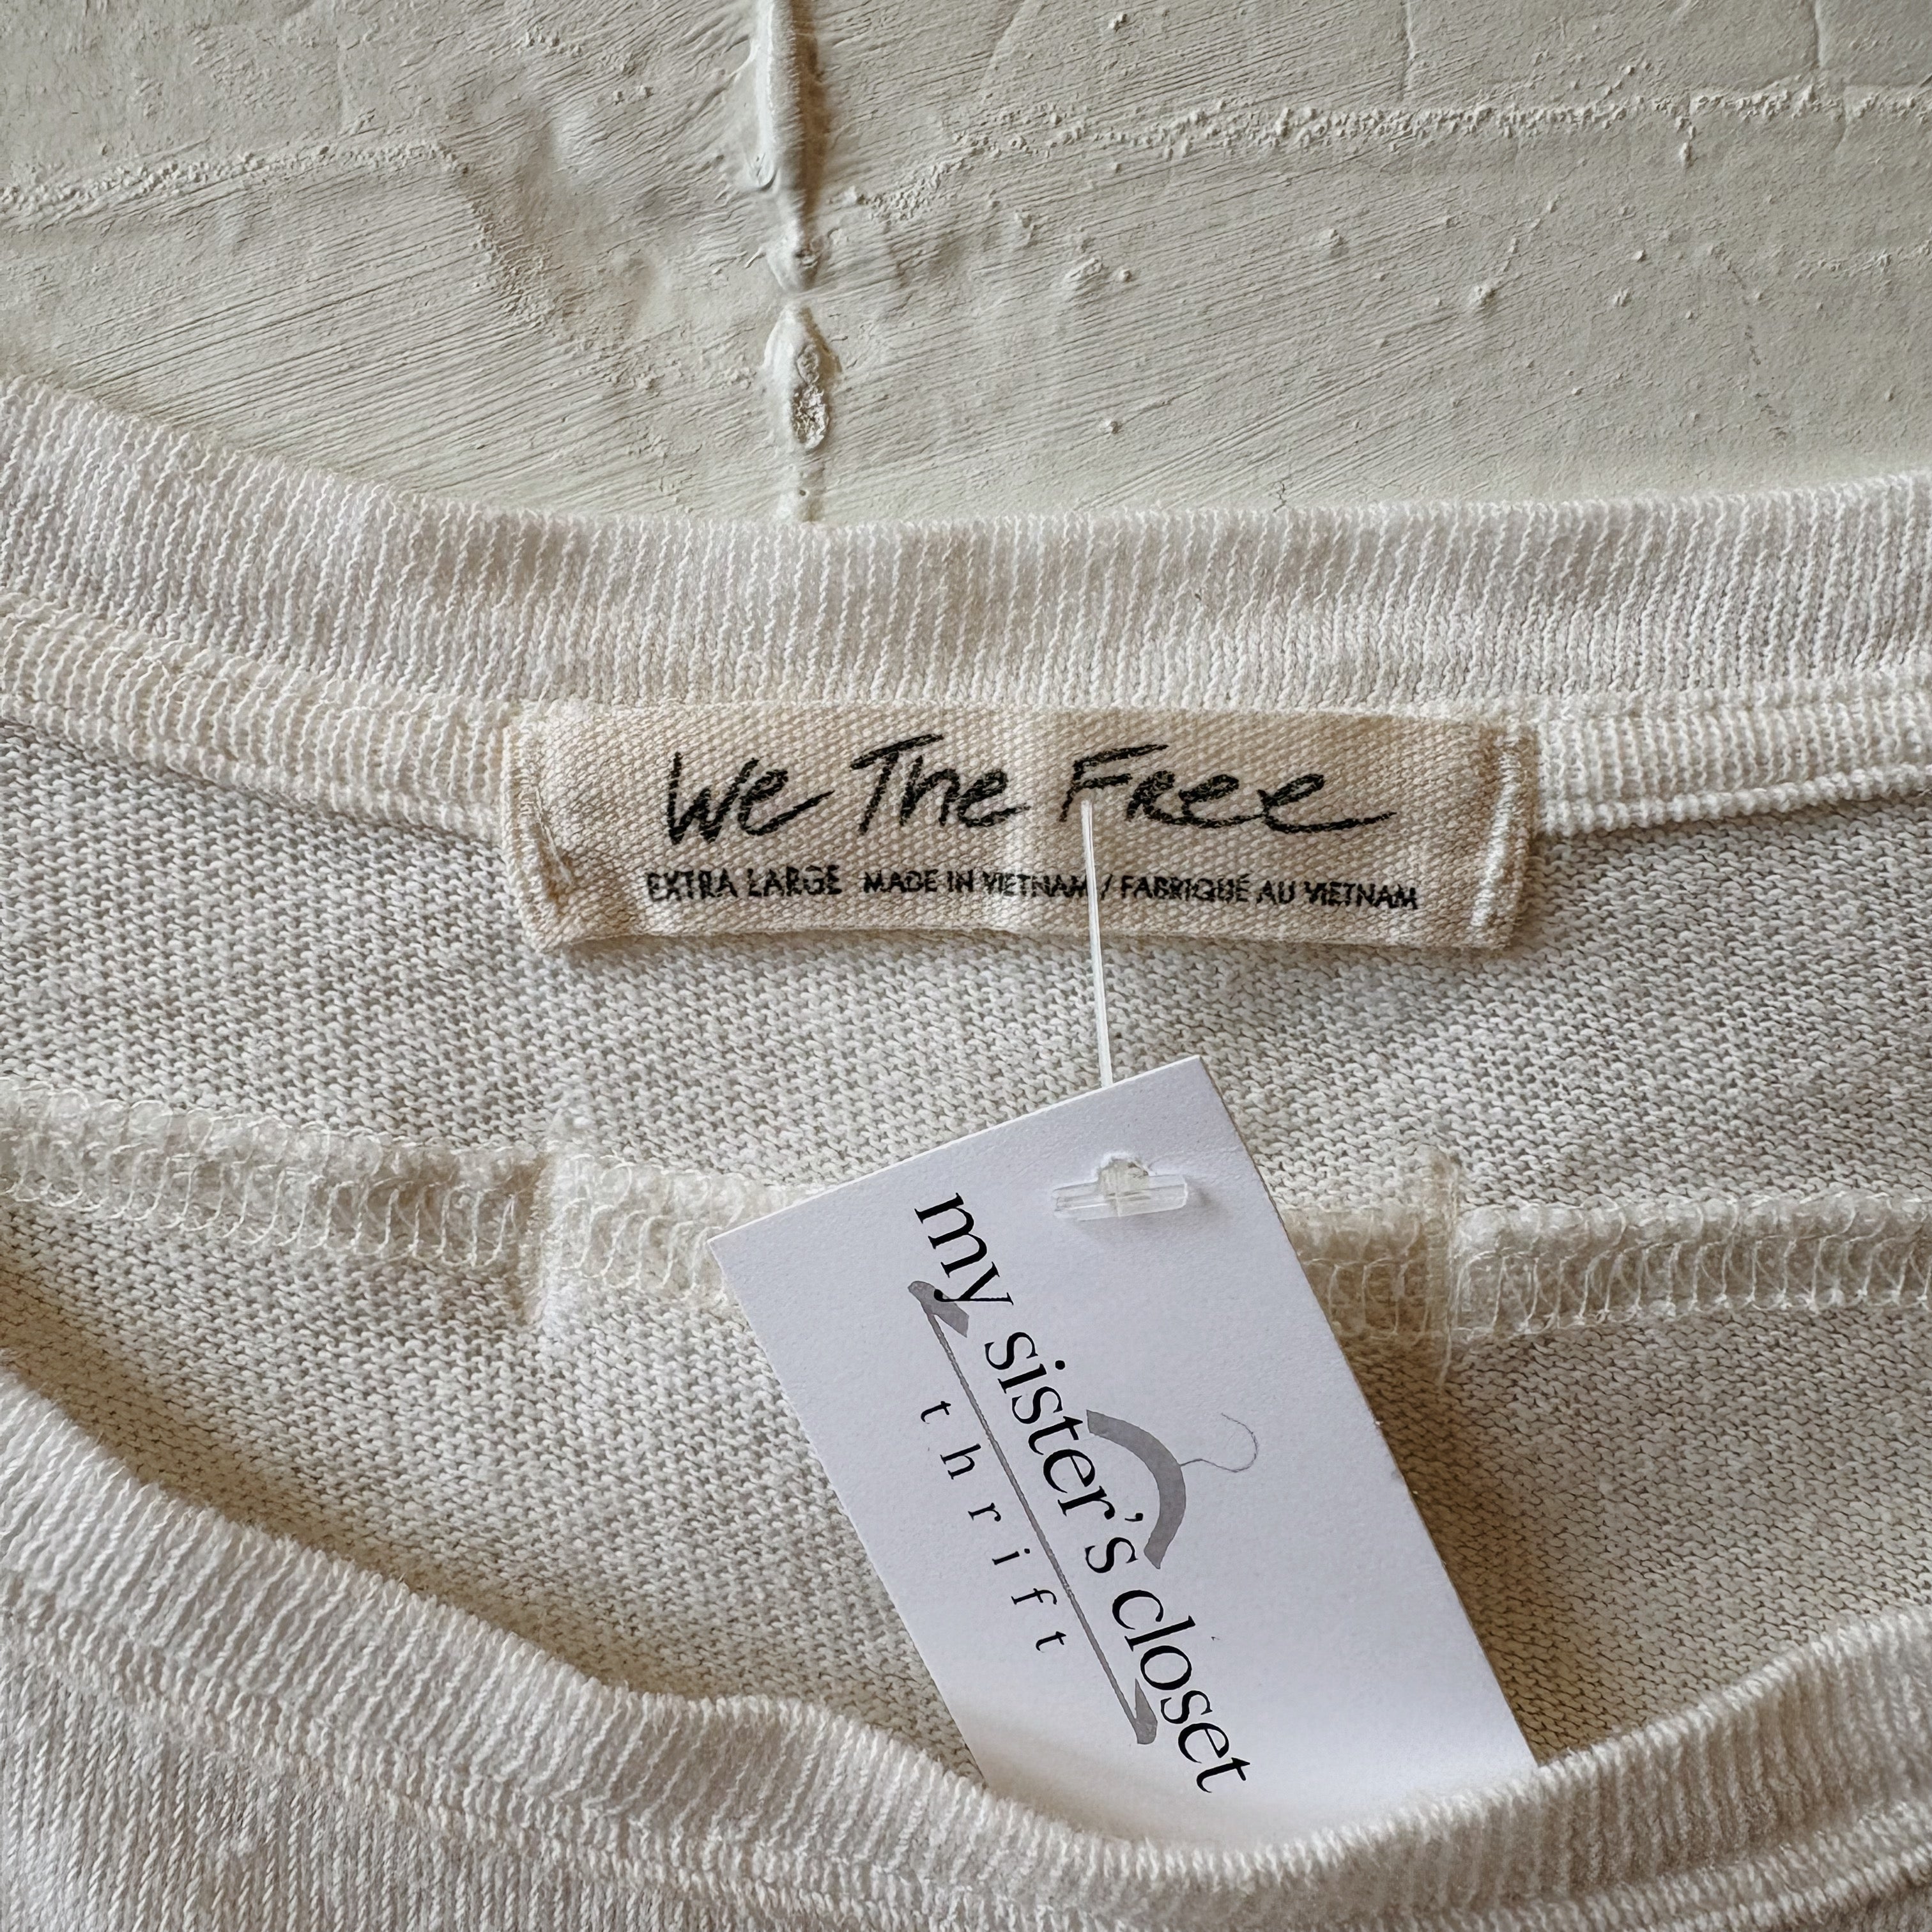 We The Free
EXTRA LARGE MADE IN VIETNAM / FABRIQUÉ AU VIETNAM
my sister's closet
thrift